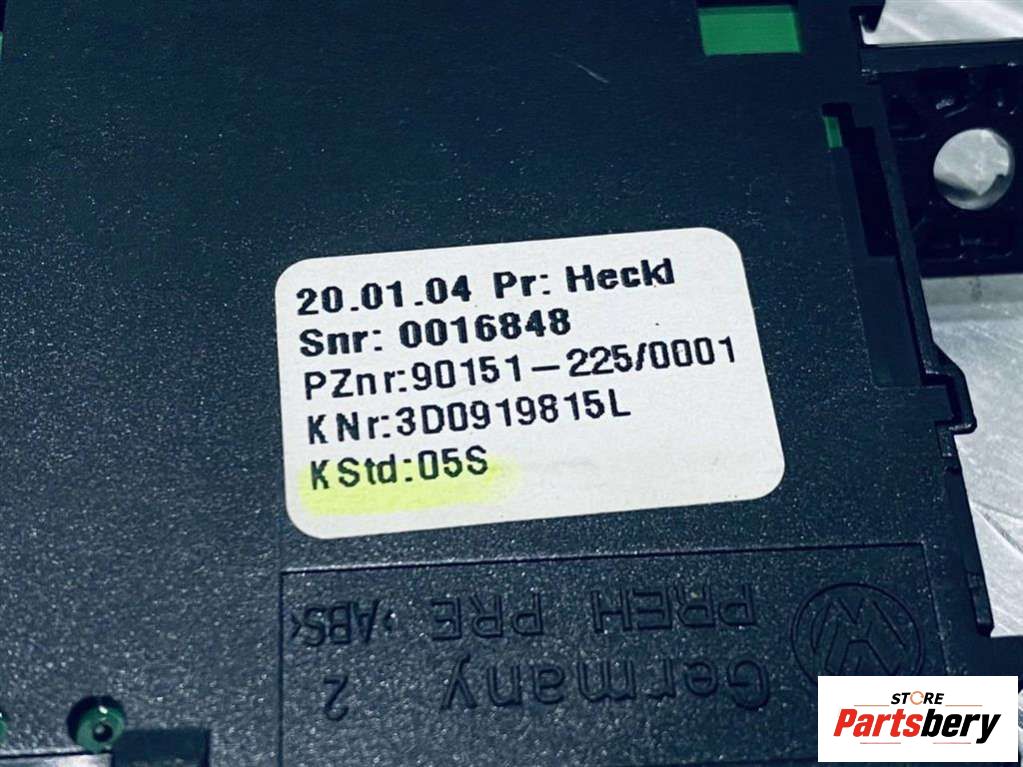 20.01.04 Pr: Heckl
Snr: 0016848
PZnr:90151-225/0001
KNr:3D0919815L
KStd:05S
PREH PRE >ABS<
Germany 2
STORE
Partsbery